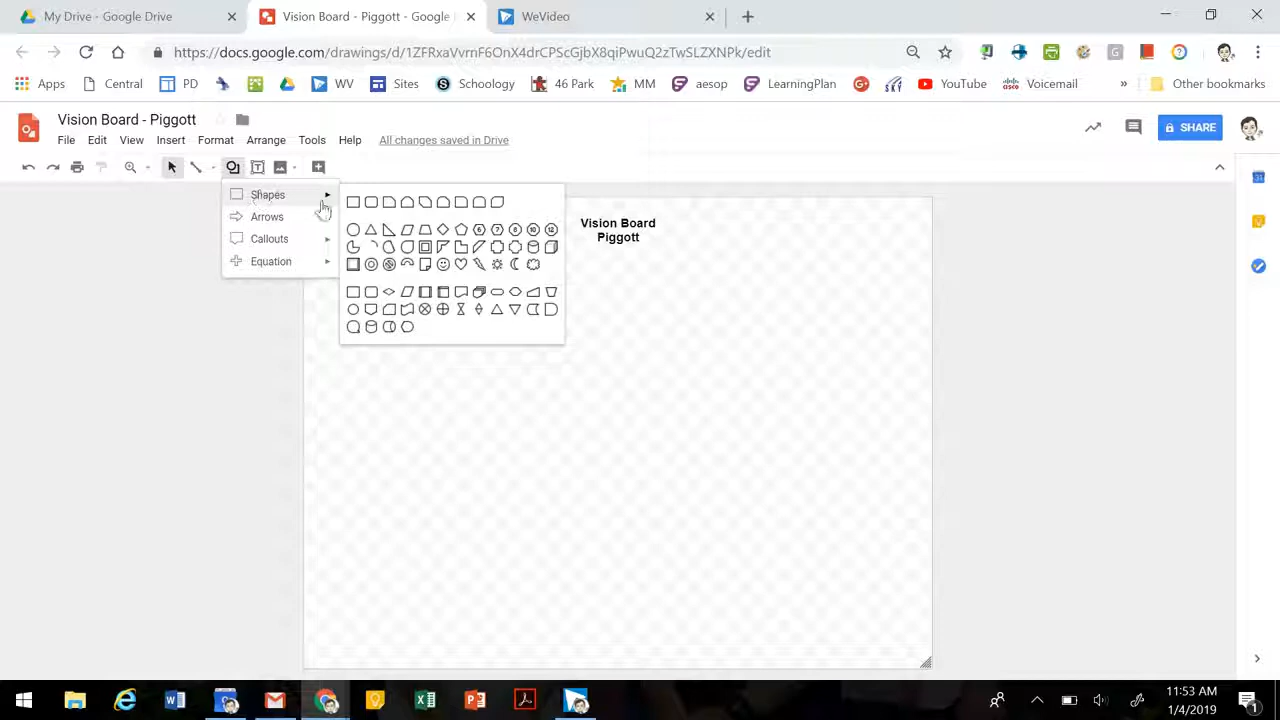 My Drive - Google Drive
Vision Board - Piggott - Google
WeVideo
https://docs.google.com/drawings/d/1ZFRxaVvrnF6OnX4drCPScGjbX8qiPwuQ2zTwSLZXNPk/edit
Apps
Central
PD
WV
Sites
Schoology
46 Park
MM
aesop
LearningPlan
YouTube
Voicemail
»
Other bookmarks
Vision Board - Piggott
File
Edit
View
Insert
Format
Arrange
Tools
Help
All changes saved in Drive
SHARE
Shapes
Arrows
Callouts
Equation
Vision Board
Piggott
11:53 AM
1/4/2019